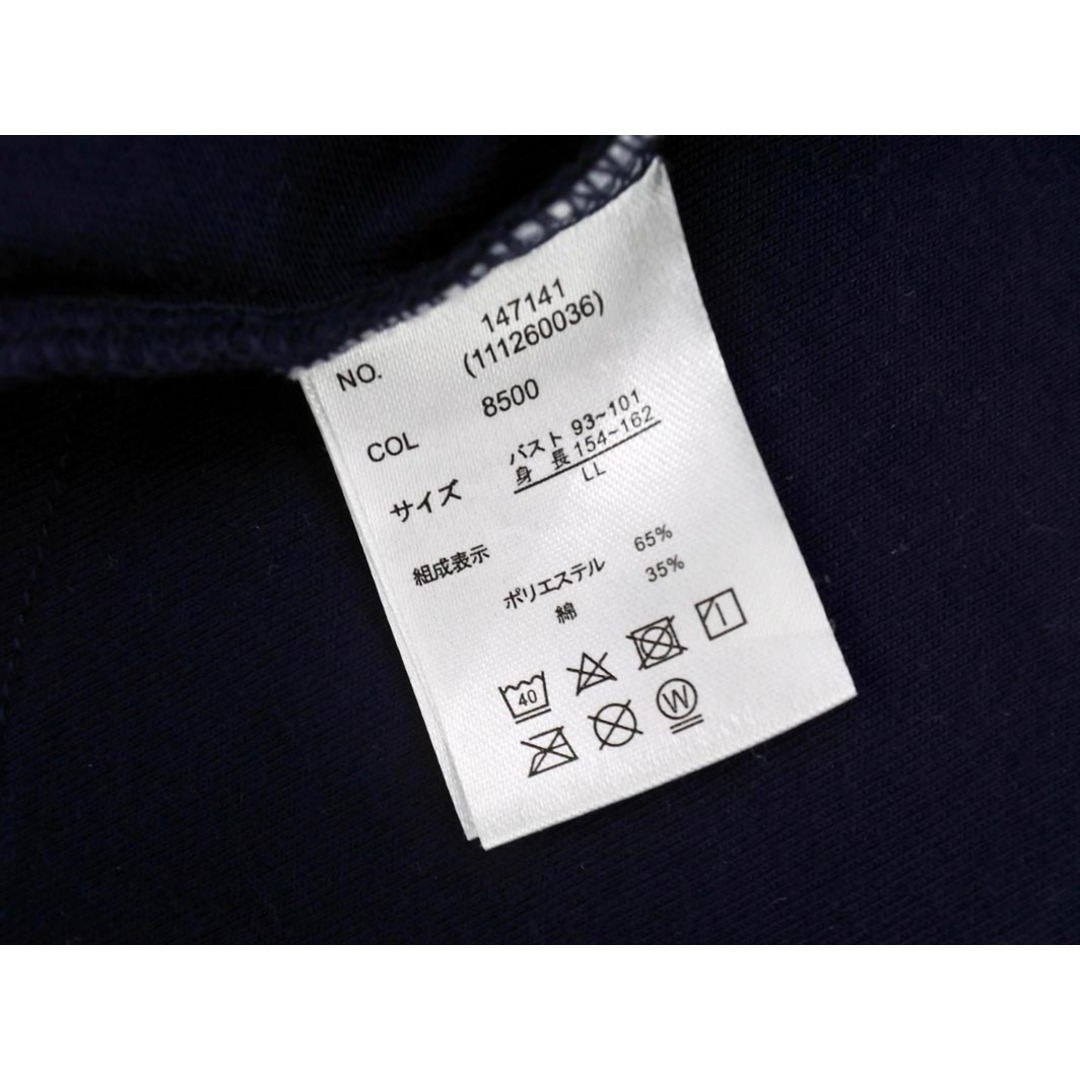 NO. 147141
(111260036)
COL 8500
サイズ バスト 93~101
身 長 154~162
LL
組成表示
ポリエステル 65%
綿 35%
40
W